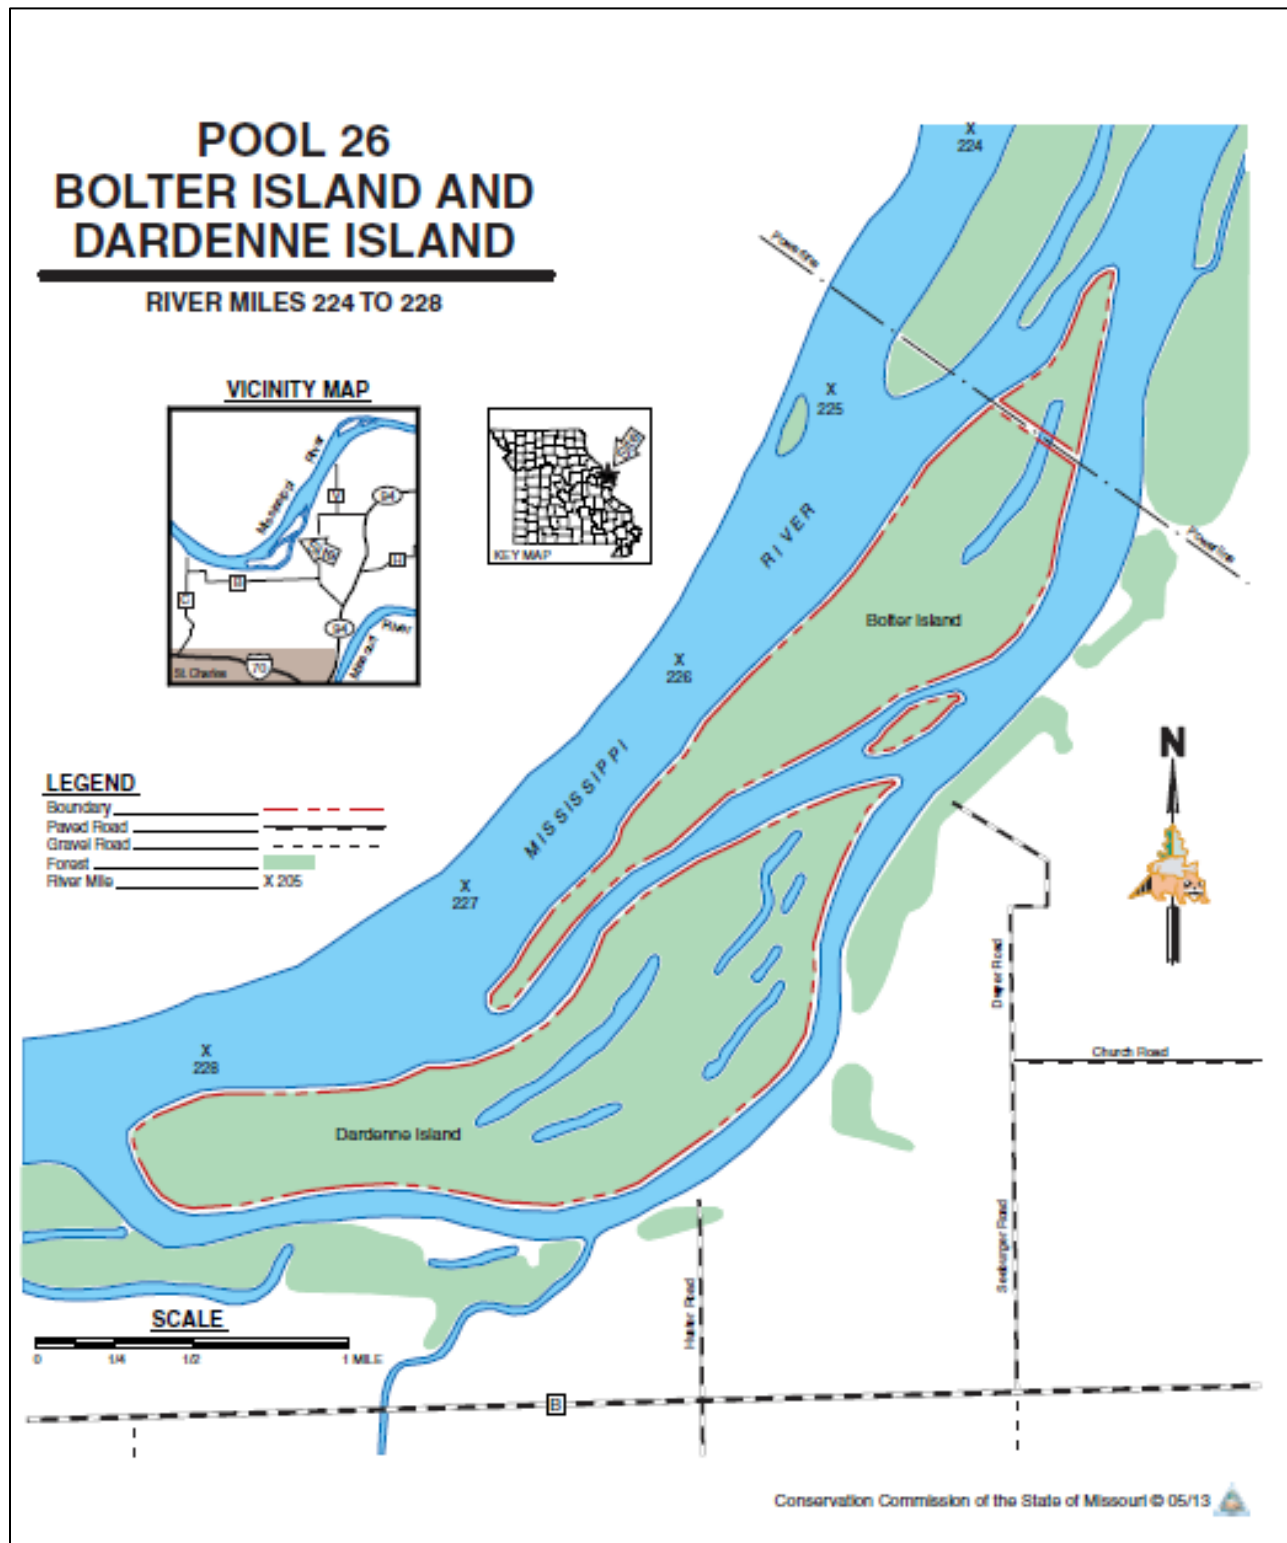 POOL 26
BOLTER ISLAND AND
DARDENNE ISLAND
RIVER MILES 224 TO 228
X
224
Powerline
VICINITY MAP
Mississippi
River
V
94
H
B
C
94
70
St. Charles
Missouri
River
KEY MAP
X
225
RIVER
Powerline
Bolter Island
X
226
MISSISSIPPI
N
LEGEND
Boundary
Paved Road
Gravel Road
Forest
River Mile X 205
X
227
Dwyer Road
Church Road
X
228
Dardenne Island
Seeburger Road
Huster Road
SCALE
0 1/4 1/2 1 MILE
B
Conservation Commission of the State of Missouri © 05/13